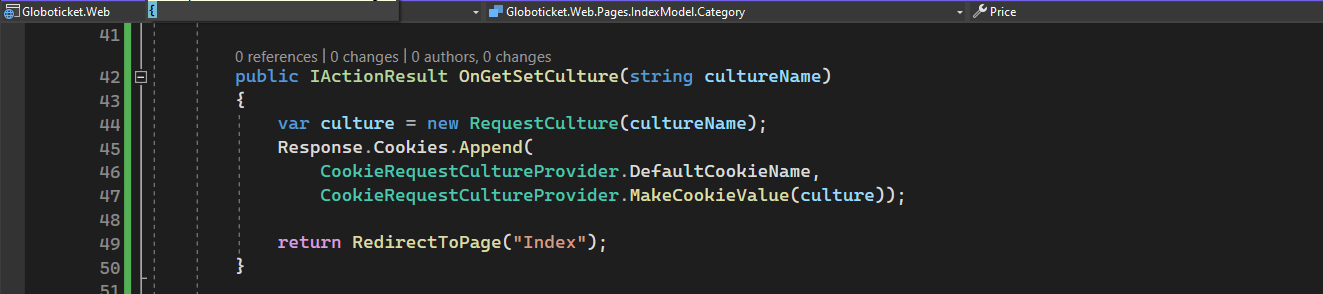 Globoticket.Web { Globoticket.Web.Pages.IndexModel.Category Price
41
0 references | 0 changes | 0 authors, 0 changes
42 public IActionResult OnGetSetCulture(string cultureName)
43 {
44 var culture = new RequestCulture(cultureName);
45 Response.Cookies.Append(
46 CookieRequestCultureProvider.DefaultCookieName,
47 CookieRequestCultureProvider.MakeCookieValue(culture));
48
49 return RedirectToPage("Index");
50 }
51